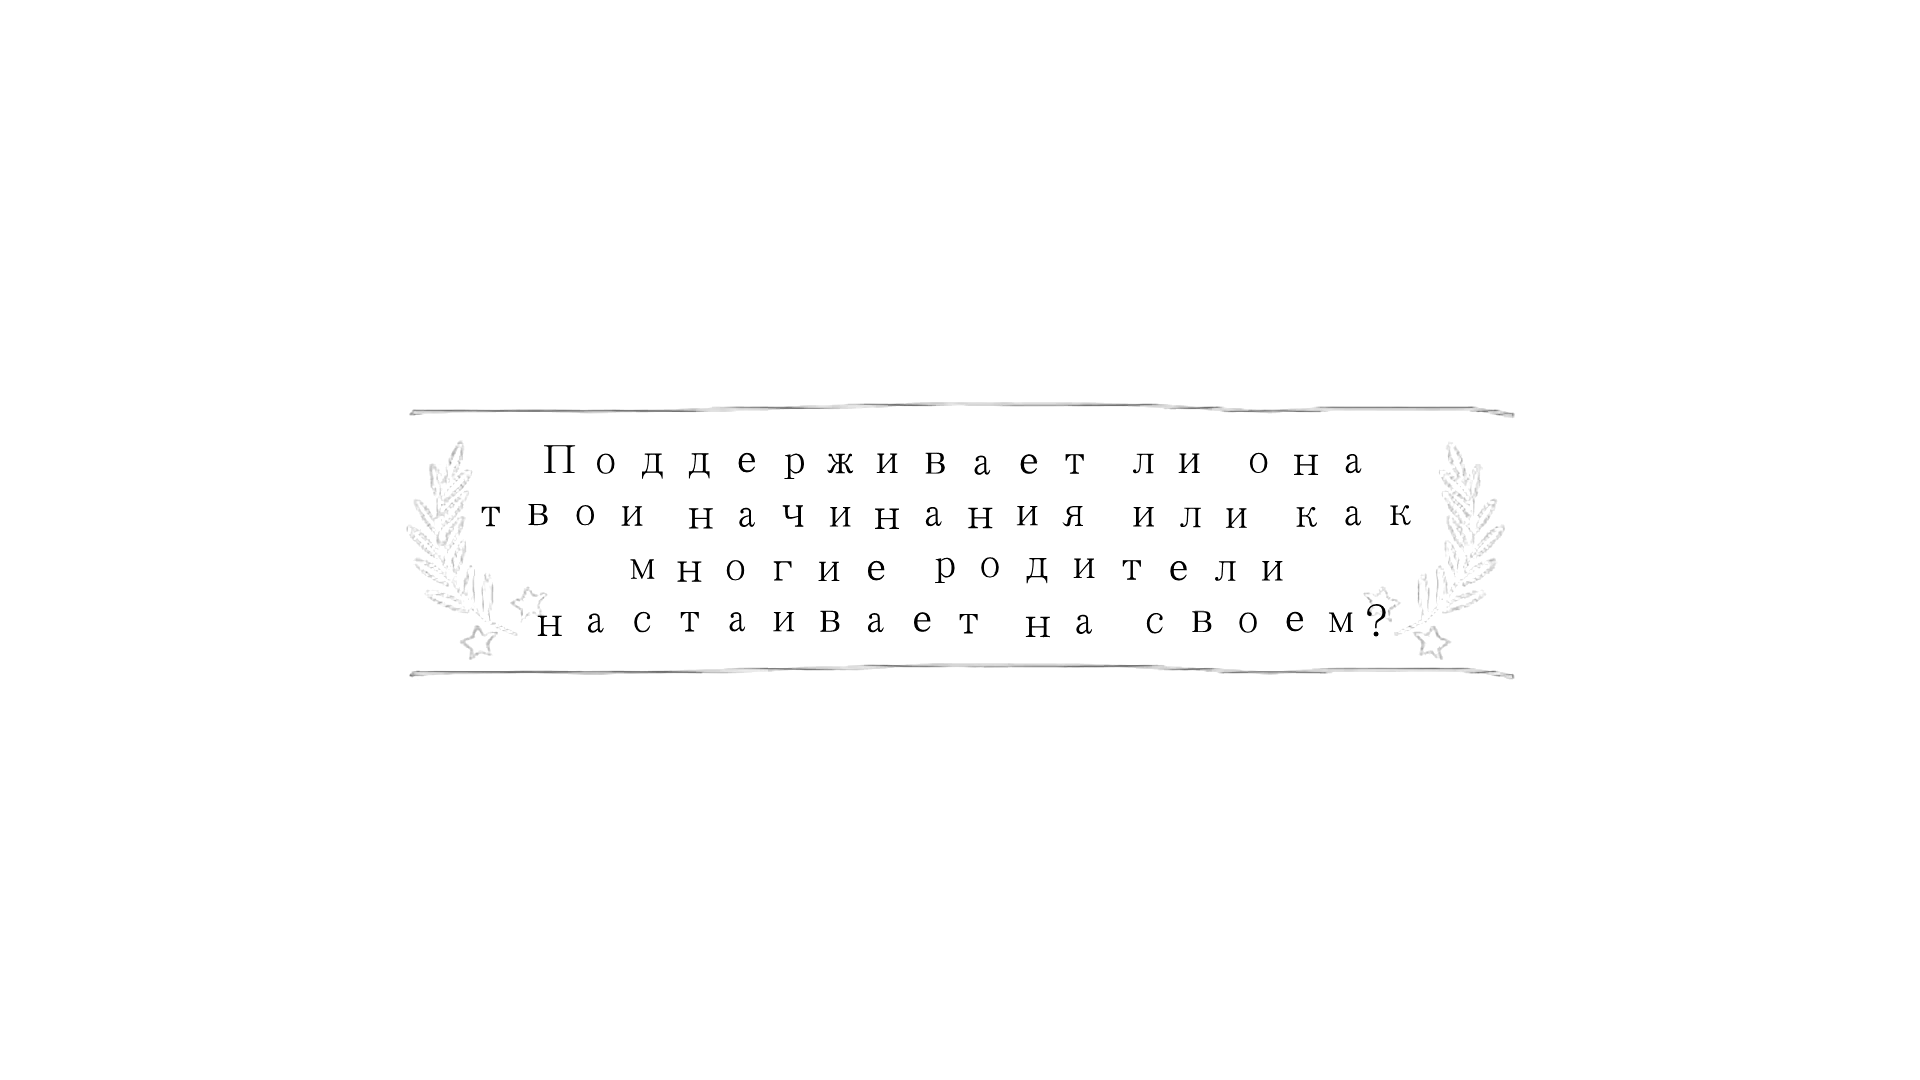 Поддерживает ли она
твои начинания или как
многие родители
настаивает на своем?